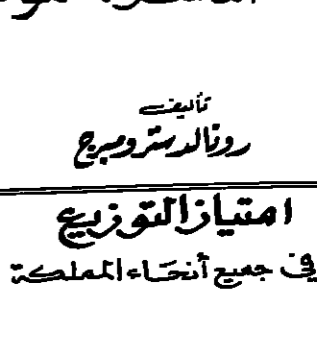 تأليف
رونالد سترومبرج
امتياز التوزيع
في جميع أنحاء المملكة